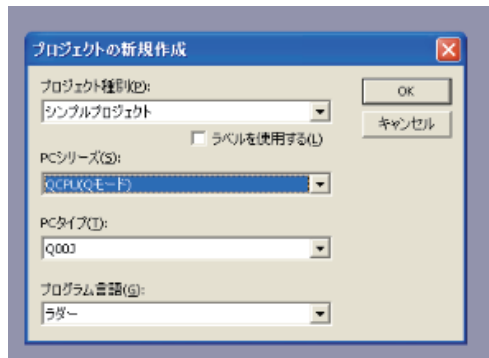 プロジェクトの新規作成
プロジェクト種別(P):
シンプルプロジェクト
ラベルを使用する(L)
PCシリーズ(S):
QCPU(Qモード)
PCタイプ(T):
Q00J
プログラム言語(G):
ラダー
OK
キャンセル